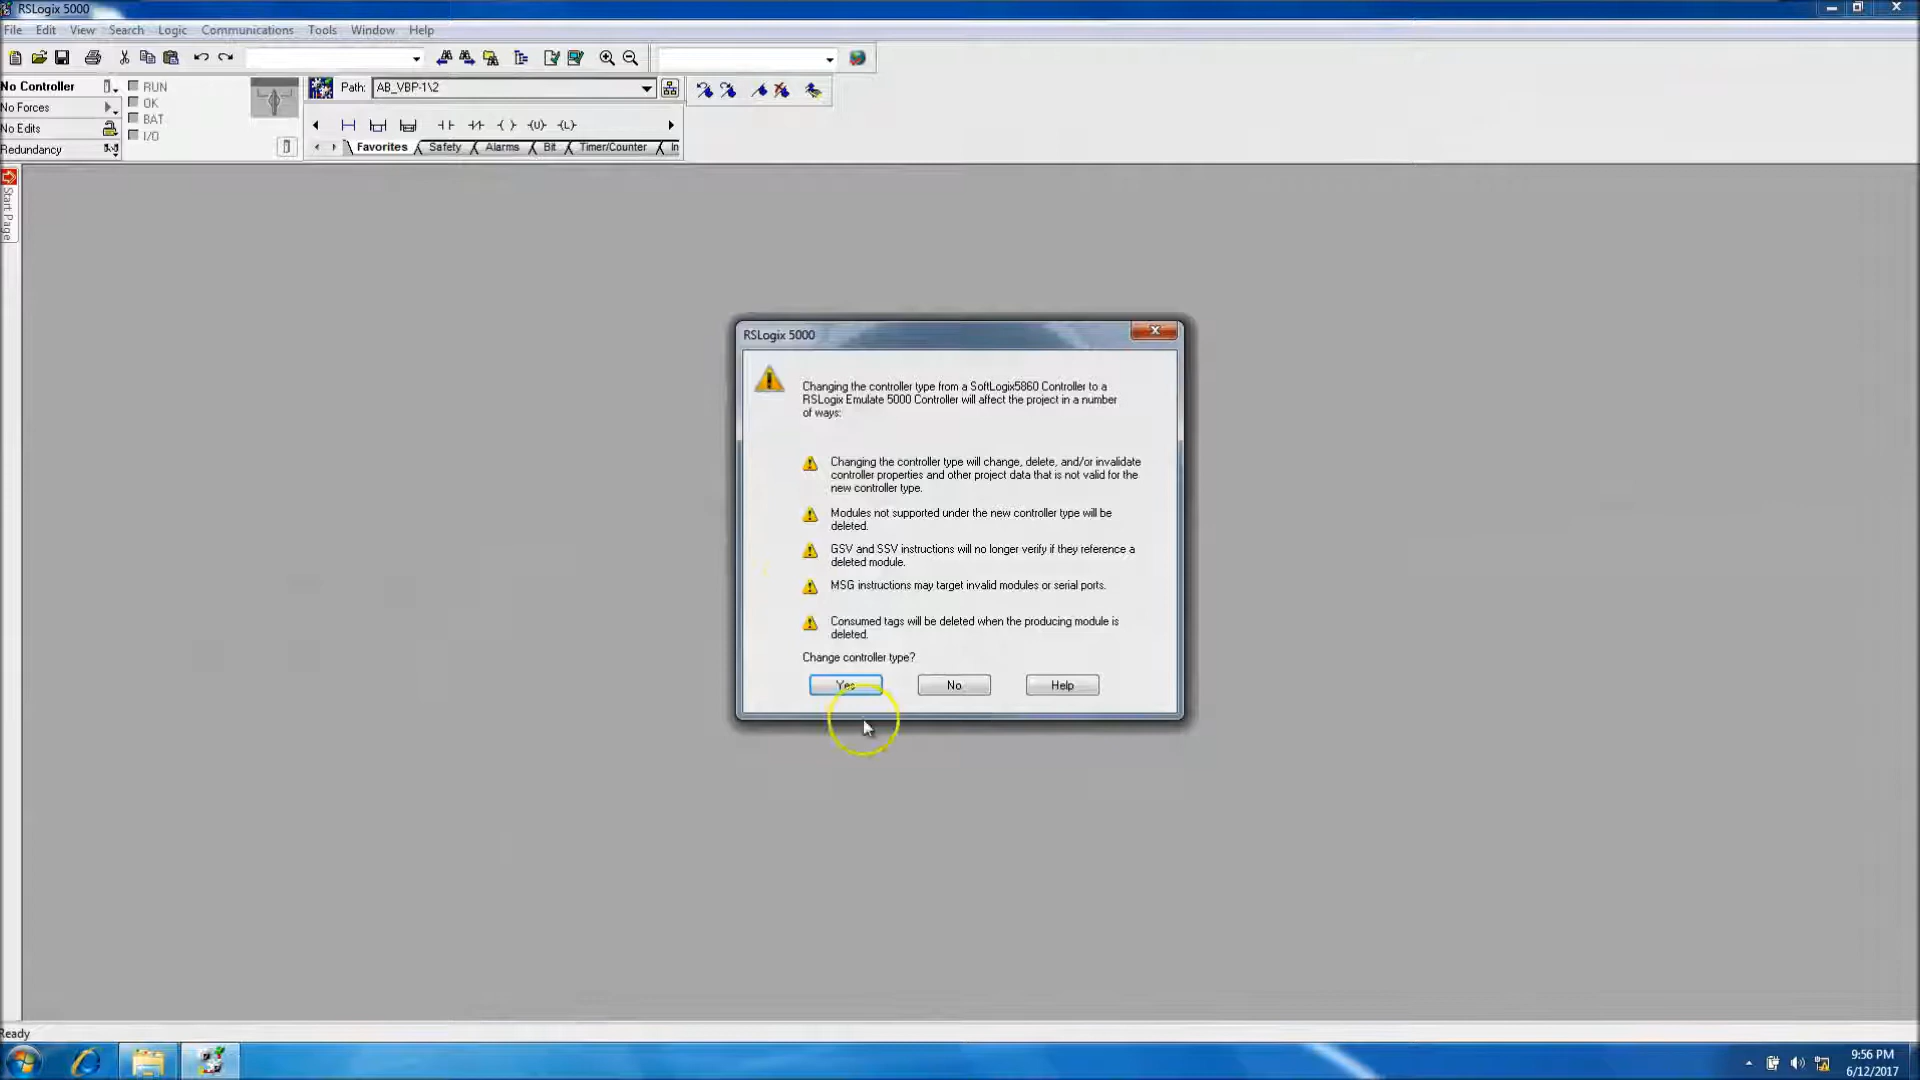 RSLogix 5000
File Edit View Search Logic Communications Tools Window Help
No Controller RUN Path: AB_VBP-1\2
No Forces OK
No Edits BAT
I/O
Redundancy Favorites Safety Alarms Bit Timer/Counter In
Start Page
RSLogix 5000
Changing the controller type from a SoftLogix5860 Controller to a
RSLogix Emulate 5000 Controller will affect the project in a number
of ways:
Changing the controller type will change, delete, and/or invalidate
controller properties and other project data that is not valid for the
new controller type.
Modules not supported under the new controller type will be
deleted.
GSV and SSV instructions will no longer verify if they reference a
deleted module.
MSG instructions may target invalid modules or serial ports.
Consumed tags will be deleted when the producing module is
deleted.
Change controller type?
Yes No Help
Ready
9:56 PM
6/12/2017